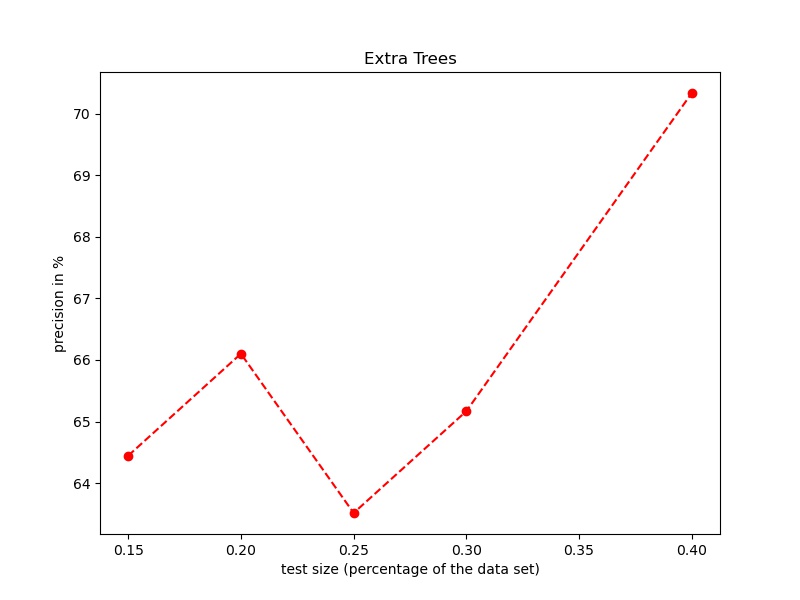 Extra Trees
precision in %
70
69
68
67
66
65
64
0.15 0.20 0.25 0.30 0.35 0.40
test size (percentage of the data set)